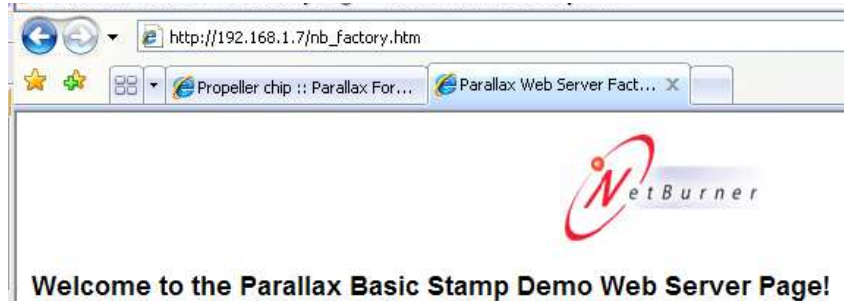 http://192.168.1.7/nb_factory.htm
Propeller chip :: Parallax For...
Parallax Web Server Fact...
NetBurner
Welcome to the Parallax Basic Stamp Demo Web Server Page!